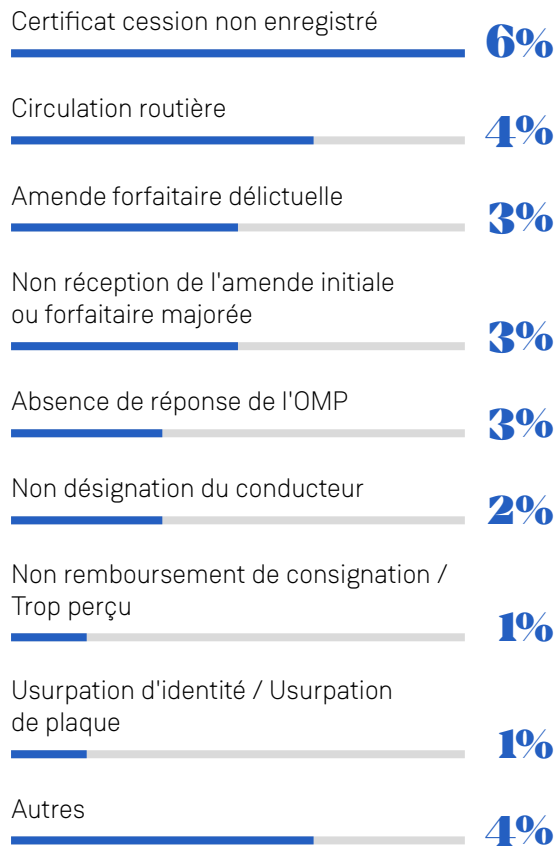 Certificat cession non enregistré
6%
Circulation routière
4%
Amende forfaitaire délictuelle
3%
Non réception de l'amende initiale
ou forfaitaire majorée
3%
Absence de réponse de l'OMP
3%
Non désignation du conducteur
2%
Non remboursement de consignation /
Trop perçu
1%
Usurpation d'identité / Usurpation
de plaque
1%
Autres
4%